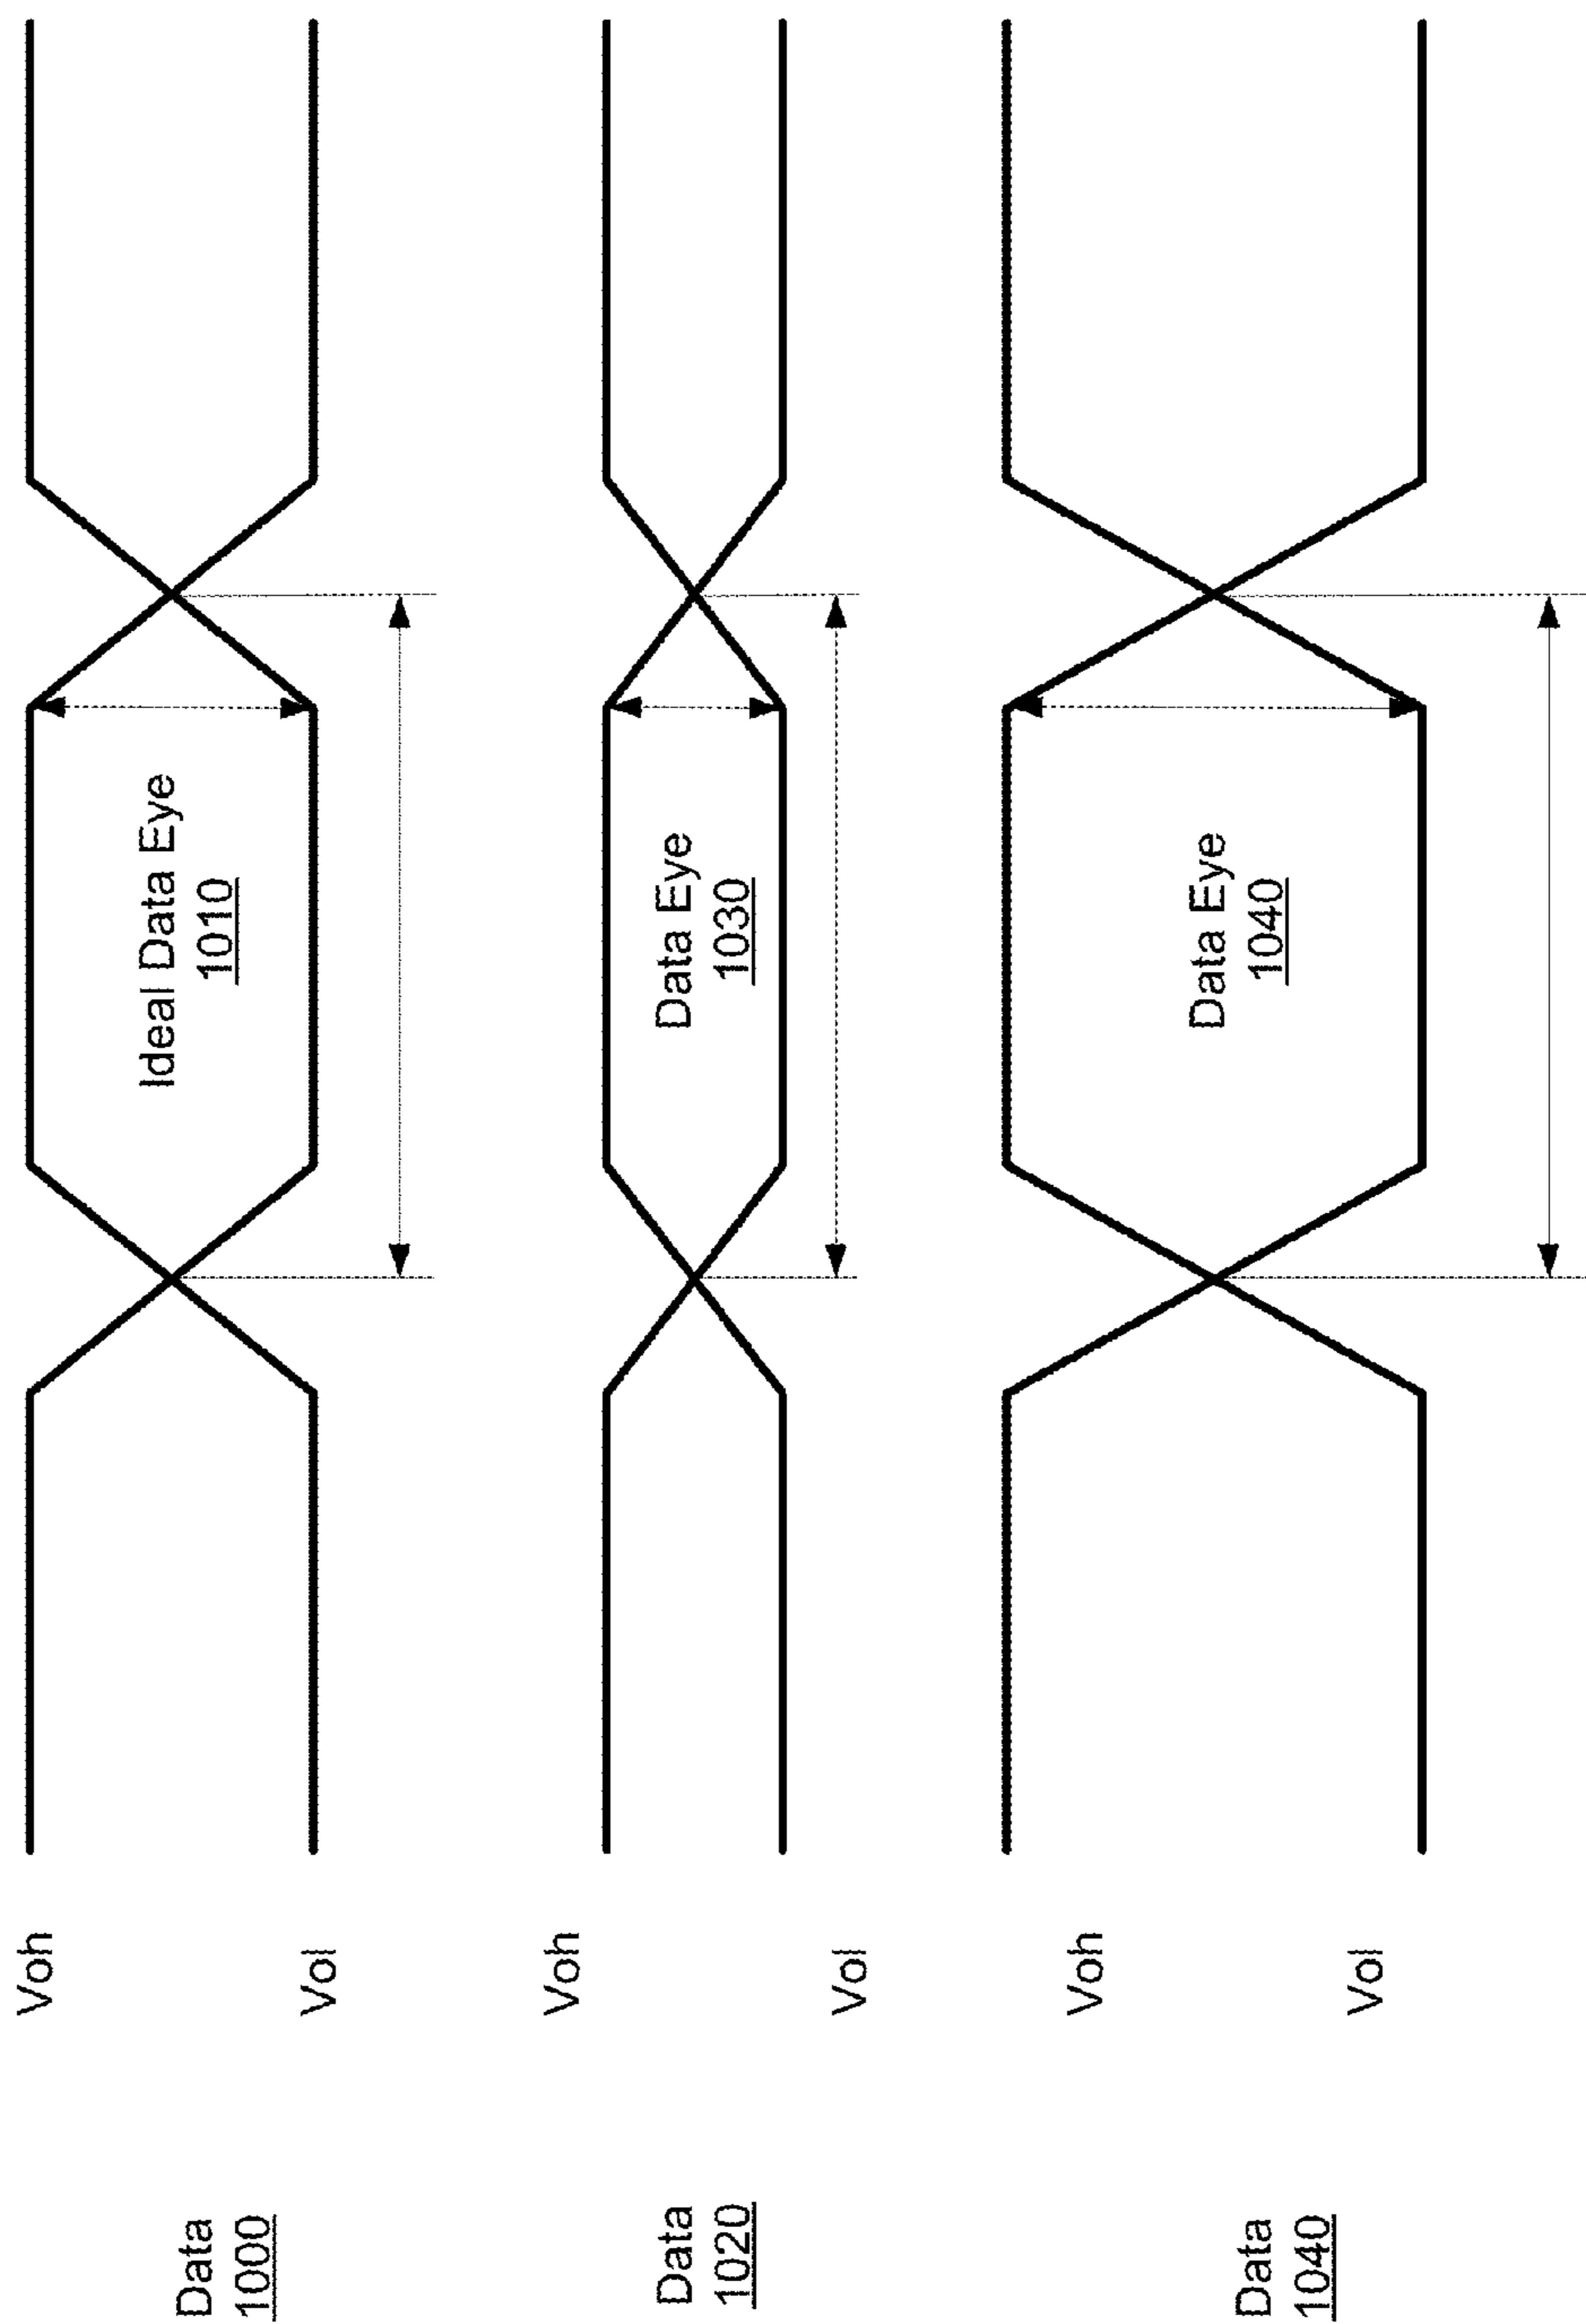 Voh
Ideal Data Eye
1010
Data
1000
Vol
Voh
Data Eye
1030
Data
1020
Vol
Voh
Data Eye
1040
Data
1040
Vol